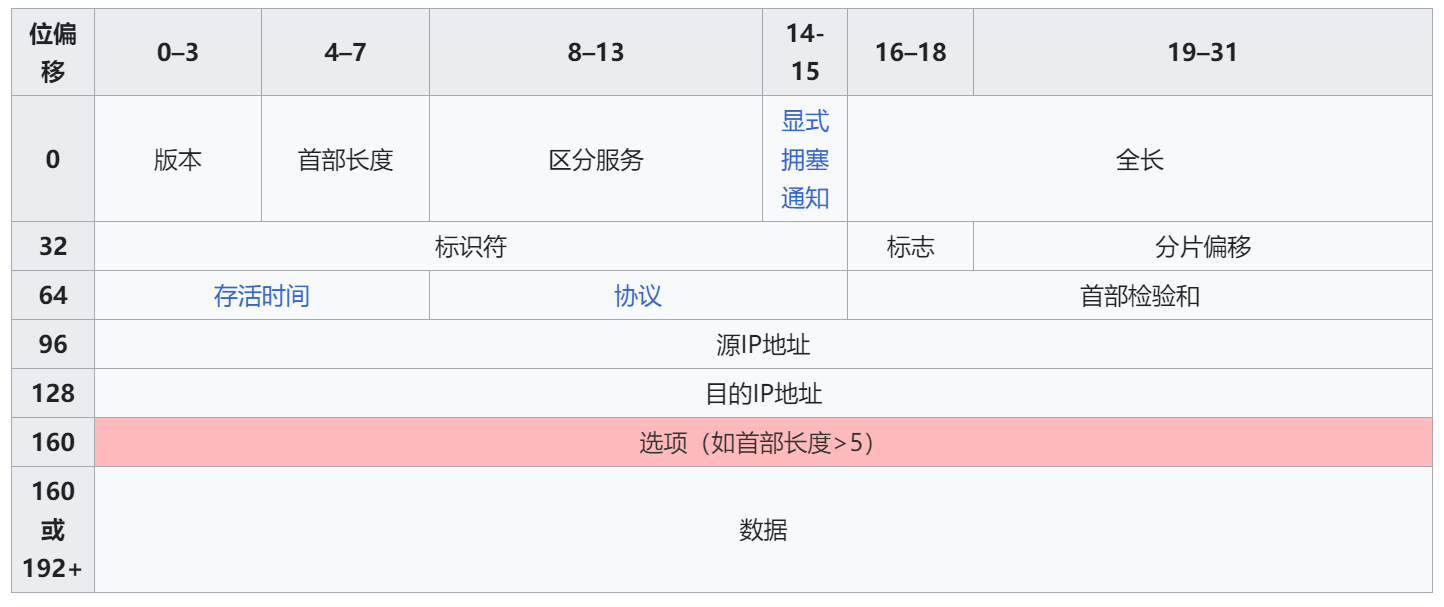 位偏移 0–3 4–7 8–13 14-15 16–18 19–31
0 版本 首部长度 区分服务 显式拥塞通知 全长
32 标识符 标志 分片偏移
64 存活时间 协议 首部检验和
96 源IP地址
128 目的IP地址
160 选项（如首部长度>5）
160或192+ 数据